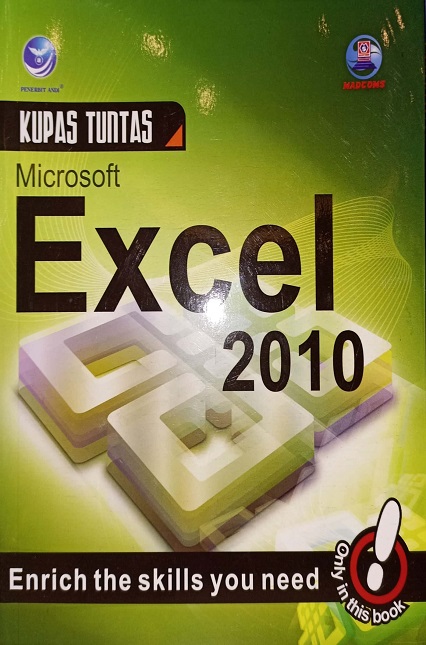 PENERBIT ANDI
MADCOMS
KUPAS TUNTAS
Microsoft
Excel
2010
Enrich the skills you need
!
Only in this book